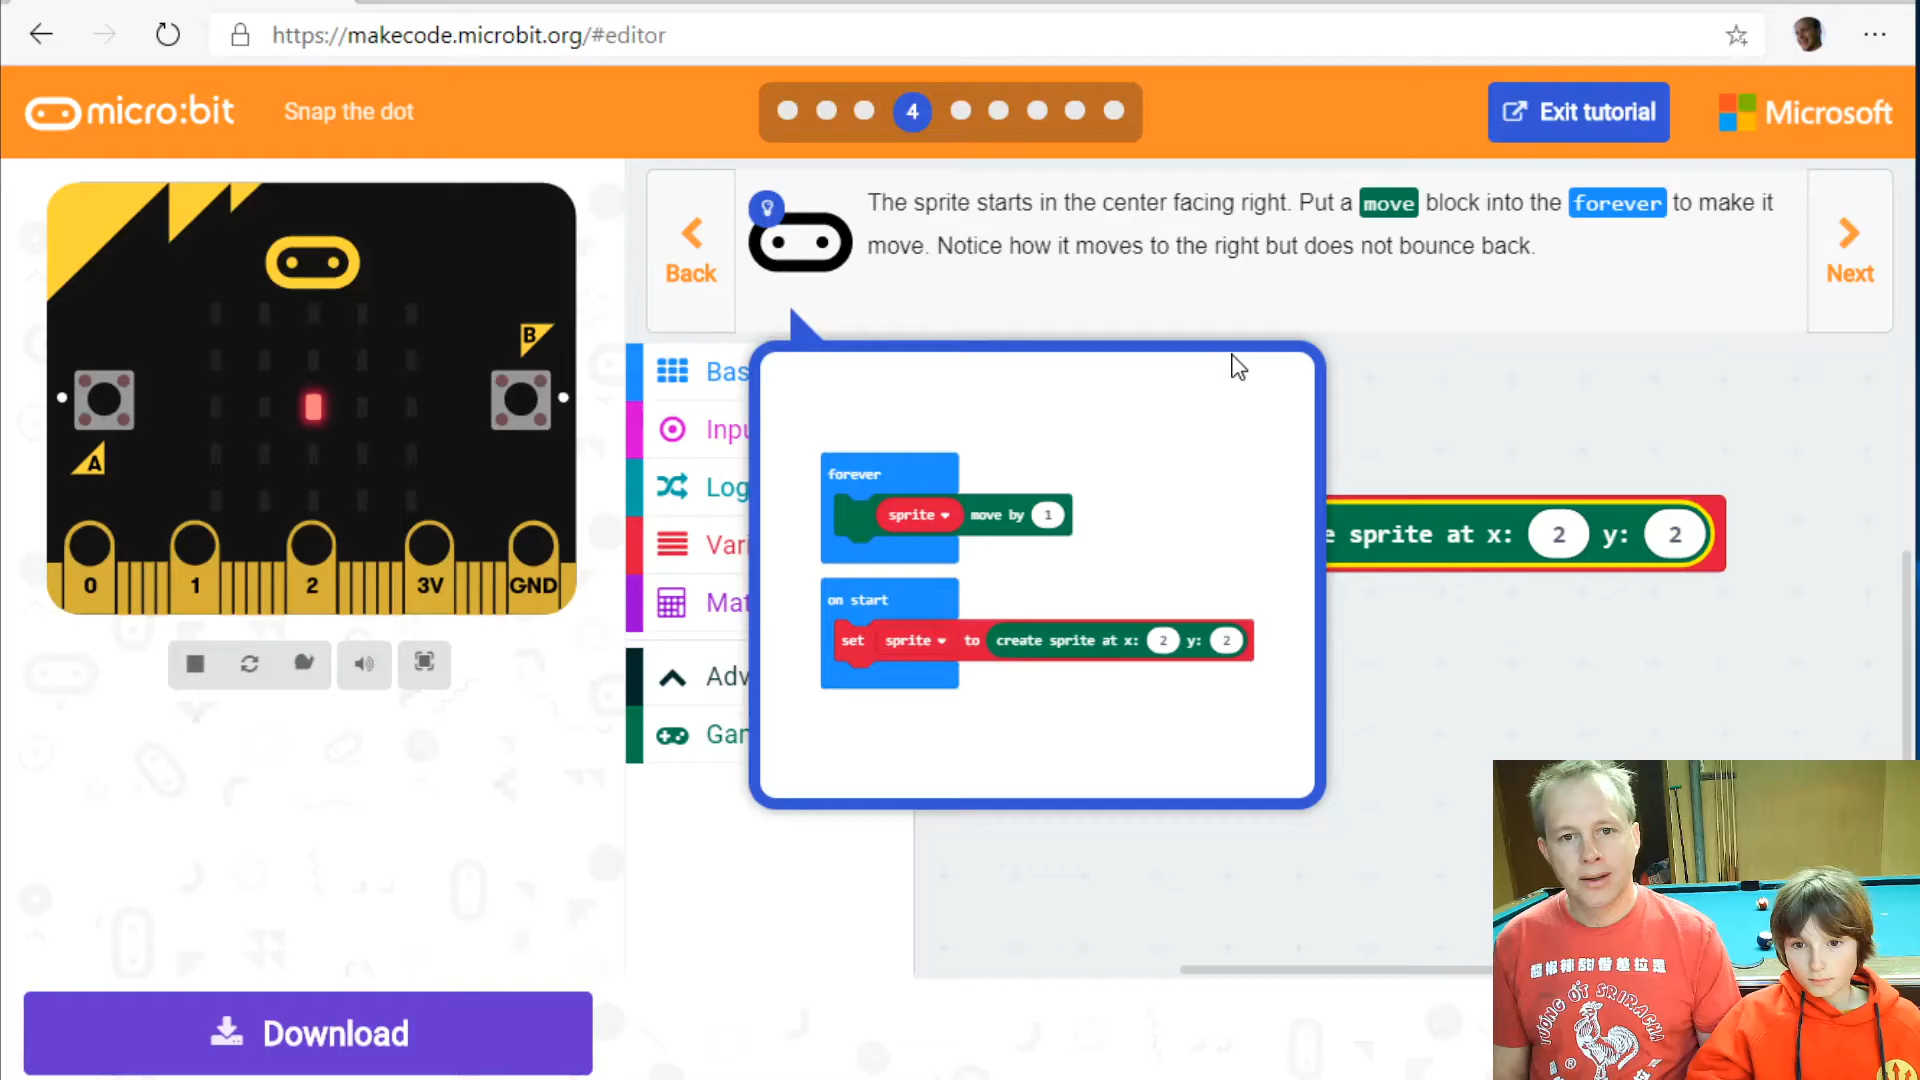 https://makecode.microbit.org/#editor
micro:bit
Snap the dot
4
Exit tutorial
Microsoft
Back
The sprite starts in the center facing right. Put a move block into the forever to make it
move. Notice how it moves to the right but does not bounce back.
Next
B
A
0 1 2 3V GND
Bas
Inpu
Log
Vari
Mat
Adv
Gar
forever
sprite move by 1
on start
set sprite to create sprite at x: 2 y: 2
e sprite at x: 2 y: 2
Download
TƯƠNG ỚT SRIRACHA